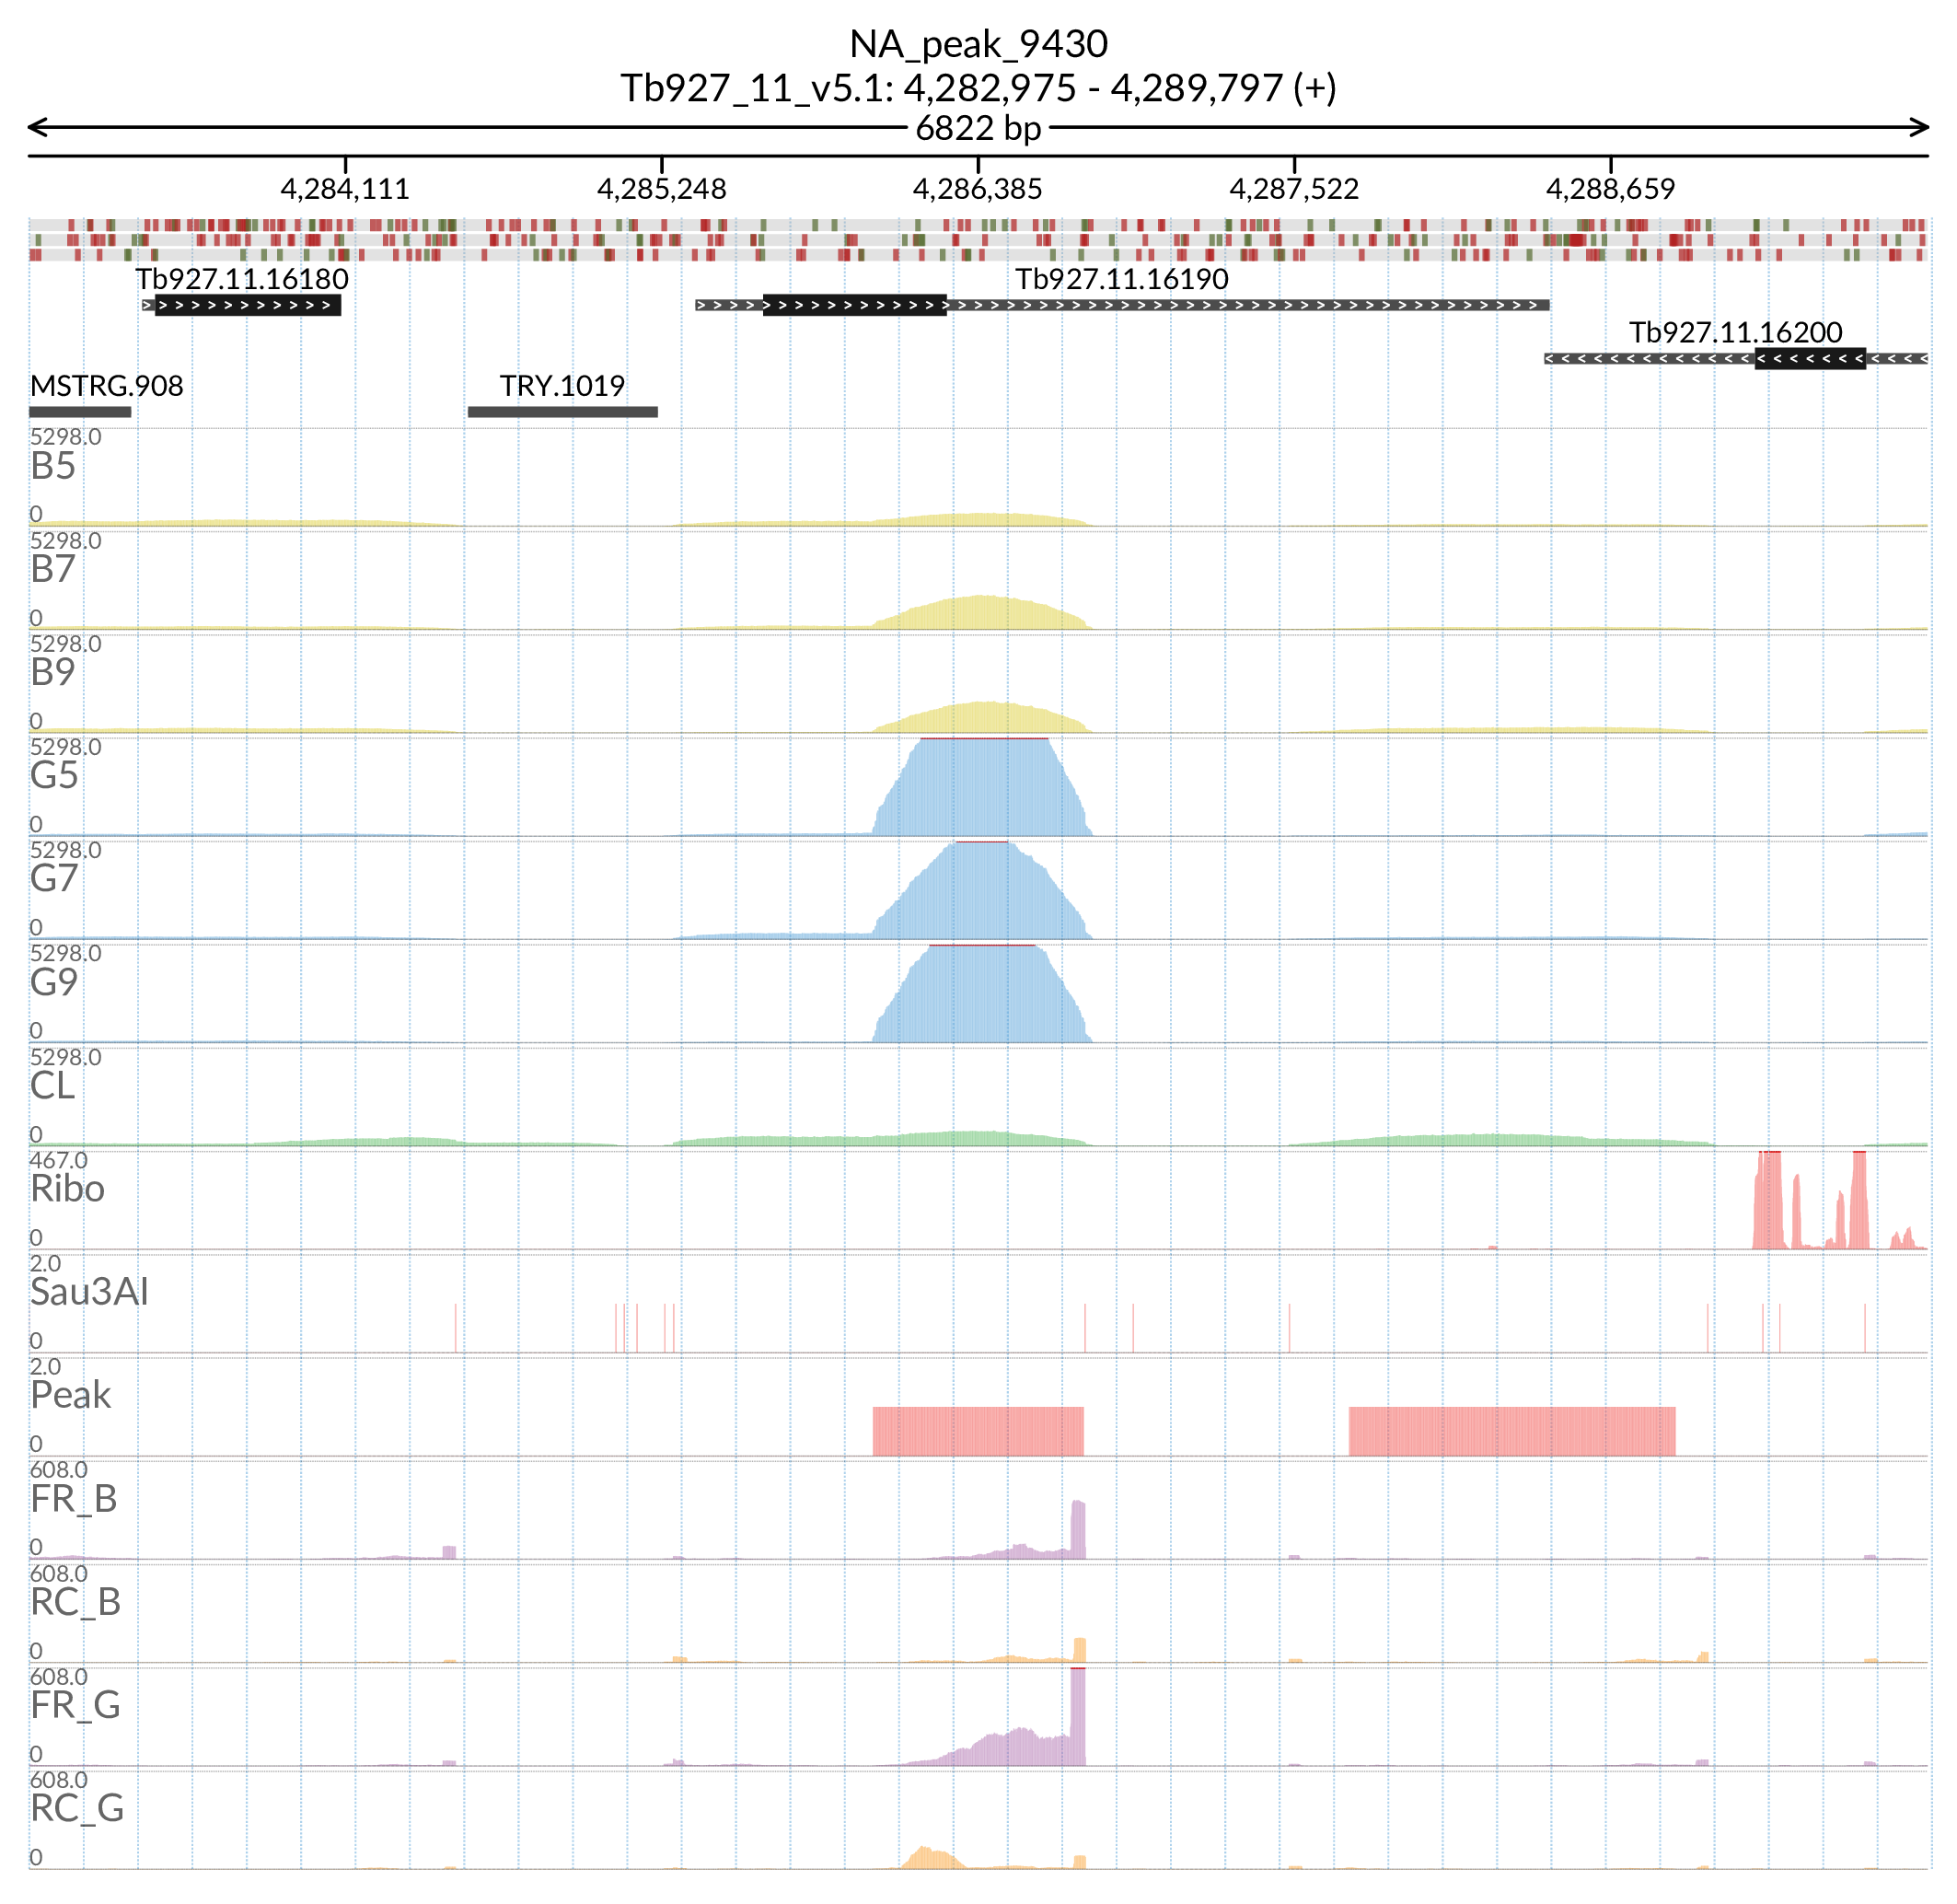 NA_peak_9430
Tb927_11_v5.1: 4,282,975 - 4,289,797 (+)
6822 bp
4,284,111 4,285,248 4,286,385 4,287,522 4,288,659
Tb927.11.16180 Tb927.11.16190
Tb927.11.16200
MSTRG.908 TRY.1019
5298.0
B5
0
5298.0
B7
0
5298.0
B9
0
5298.0
G5
0
5298.0
G7
0
5298.0
G9
0
5298.0
CL
0
467.0
Ribo
0
2.0
Sau3AI
0
2.0
Peak
0
608.0
FR_B
0
608.0
RC_B
0
608.0
FR_G
0
608.0
RC_G
0